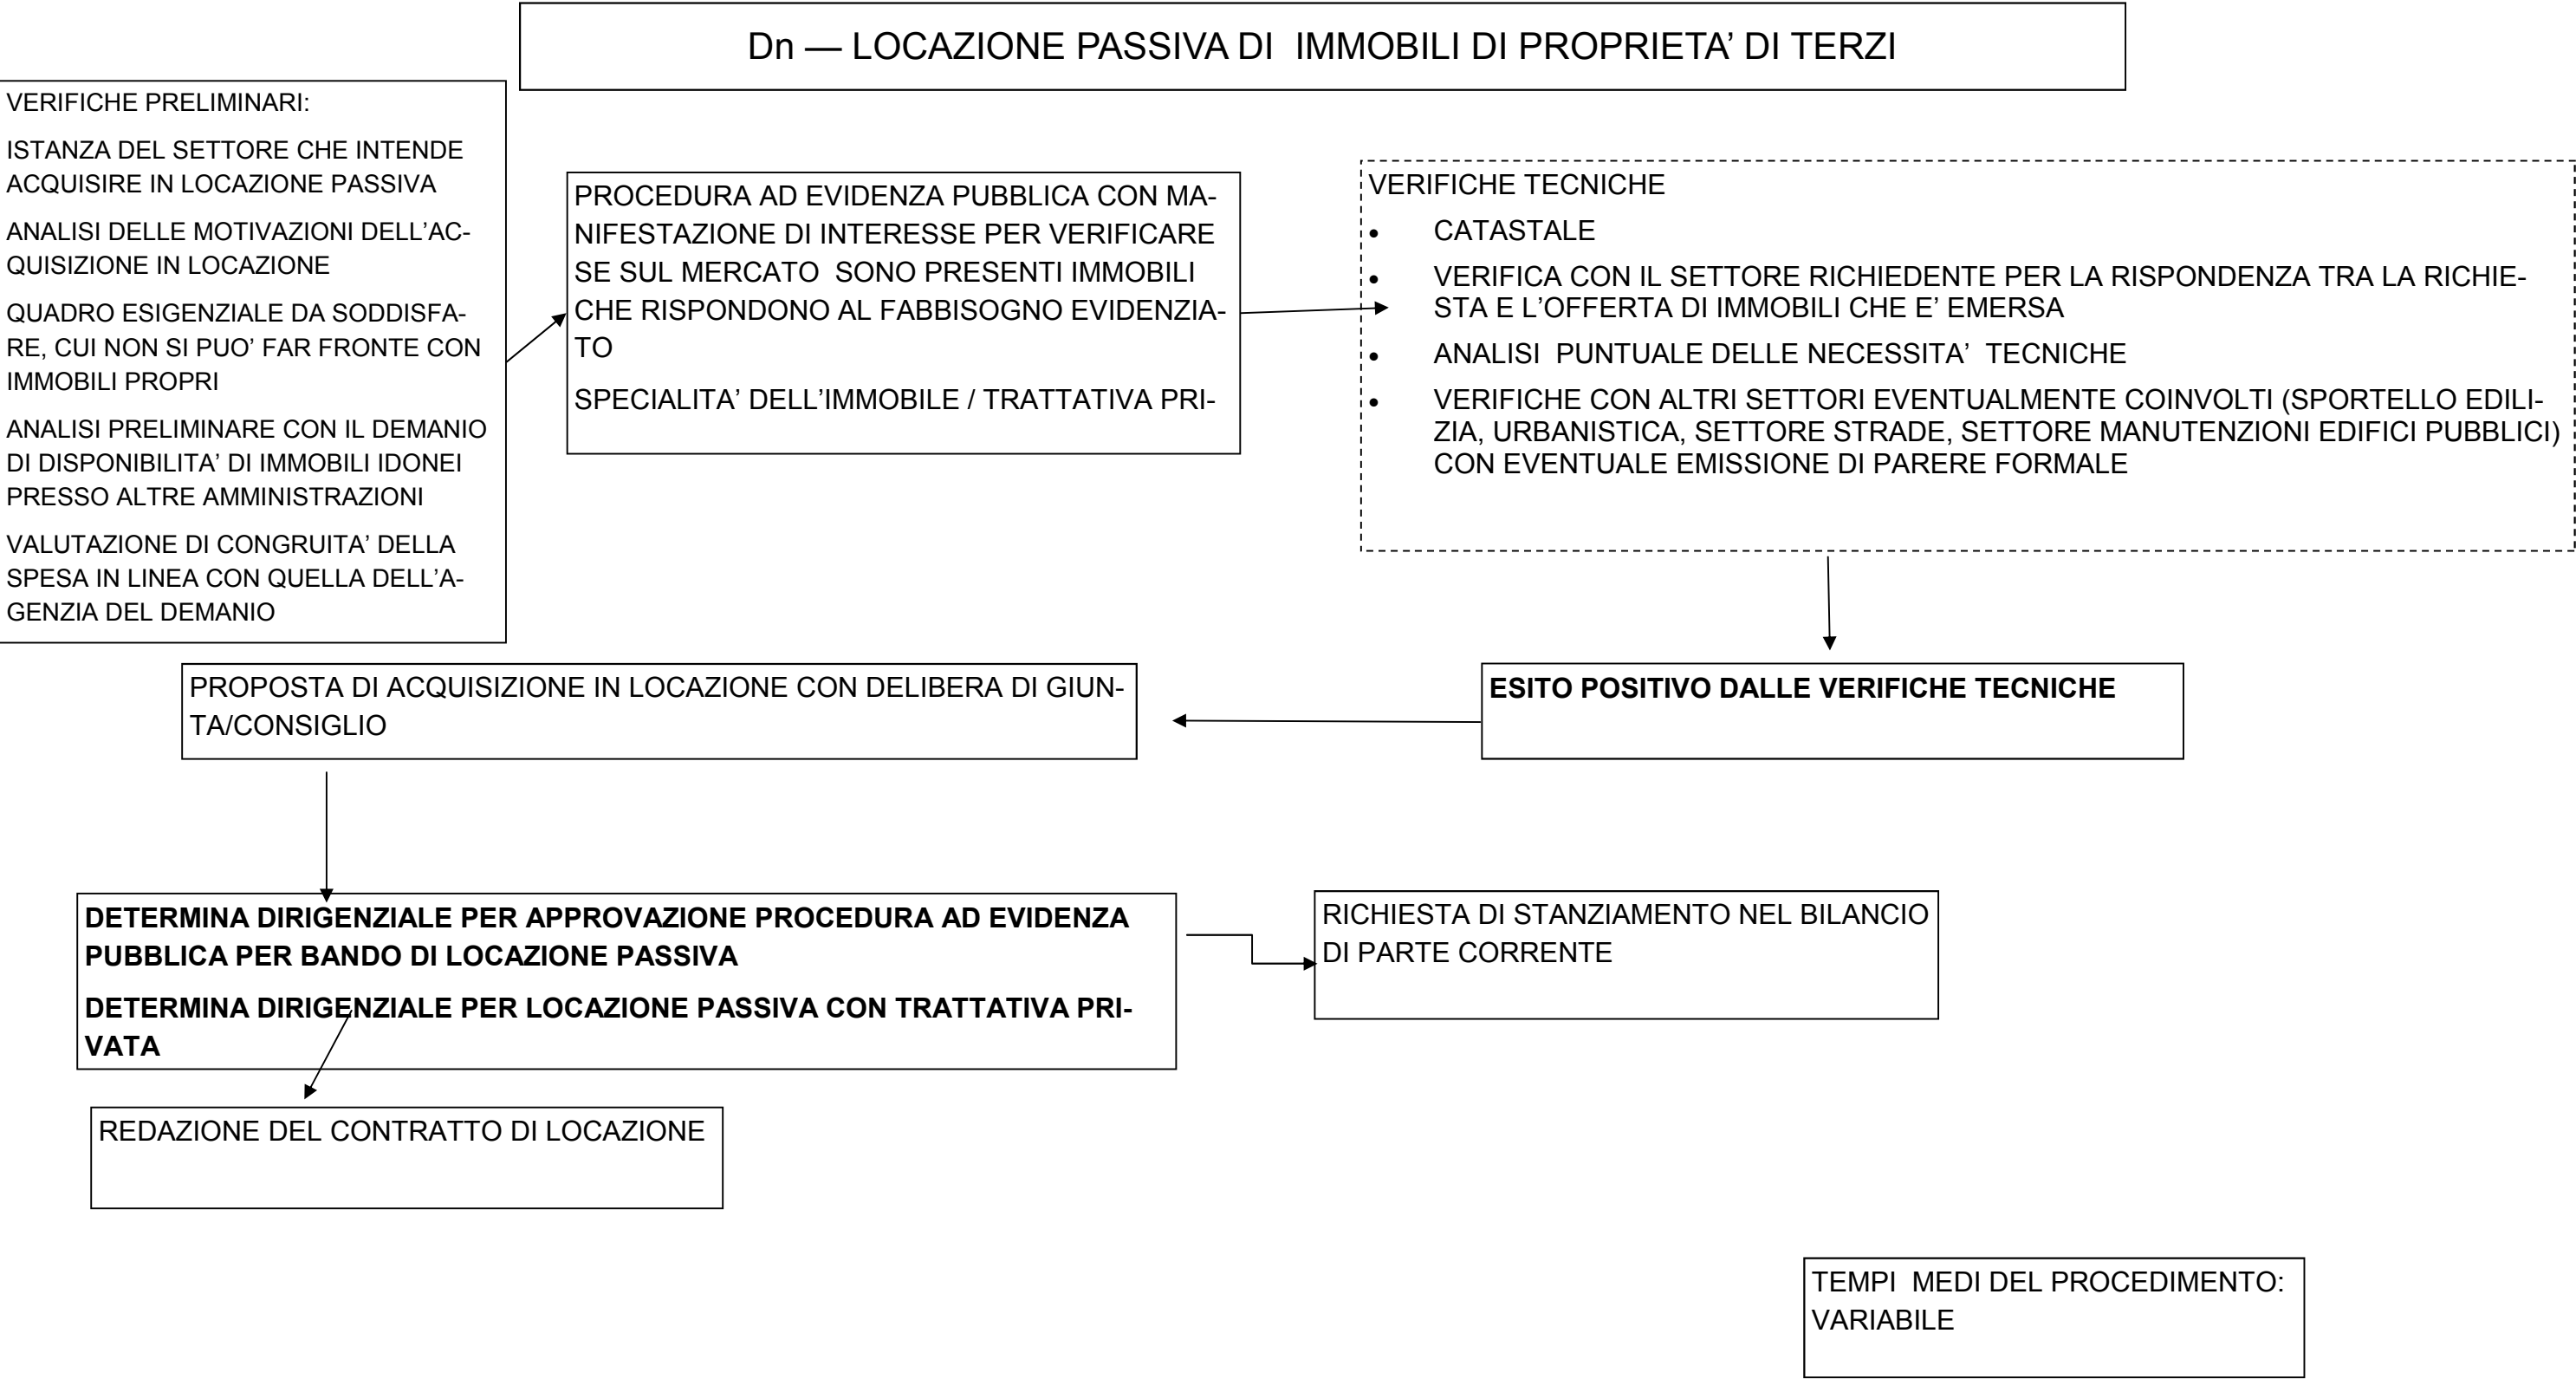 Dn — LOCAZIONE PASSIVA DI  IMMOBILI DI PROPRIETA’ DI TERZI
VERIFICHE PRELIMINARI:
ISTANZA DEL SETTORE CHE INTENDE
ACQUISIRE IN LOCAZIONE PASSIVA
ANALISI DELLE MOTIVAZIONI DELL’AC-
QUISIZIONE IN LOCAZIONE
QUADRO ESIGENZIALE DA SODDISFA-
RE, CUI NON SI PUO’ FAR FRONTE CON
IMMOBILI PROPRI
ANALISI PRELIMINARE CON IL DEMANIO
DI DISPONIBILITA’ DI IMMOBILI IDONEI
PRESSO ALTRE AMMINISTRAZIONI
VALUTAZIONE DI CONGRUITA’ DELLA
SPESA IN LINEA CON QUELLA DELL’A-
GENZIA DEL DEMANIO
PROCEDURA AD EVIDENZA PUBBLICA CON MA-
NIFESTAZIONE DI INTERESSE PER VERIFICARE
SE SUL MERCATO  SONO PRESENTI IMMOBILI
CHE RISPONDONO AL FABBISOGNO EVIDENZIA-
TO
SPECIALITA’ DELL’IMMOBILE / TRATTATIVA PRI-
VERIFICHE TECNICHE
• CATASTALE
• VERIFICA CON IL SETTORE RICHIEDENTE PER LA RISPONDENZA TRA LA RICHIE-
STA E L’OFFERTA DI IMMOBILI CHE E’ EMERSA
• ANALISI  PUNTUALE DELLE NECESSITA’  TECNICHE
• VERIFICHE CON ALTRI SETTORI EVENTUALMENTE COINVOLTI (SPORTELLO EDILI-
ZIA, URBANISTICA, SETTORE STRADE, SETTORE MANUTENZIONI EDIFICI PUBBLICI)
CON EVENTUALE EMISSIONE DI PARERE FORMALE
ESITO POSITIVO DALLE VERIFICHE TECNICHE
PROPOSTA DI ACQUISIZIONE IN LOCAZIONE CON DELIBERA DI GIUN-
TA/CONSIGLIO
DETERMINA DIRIGENZIALE PER APPROVAZIONE PROCEDURA AD EVIDENZA
PUBBLICA PER BANDO DI LOCAZIONE PASSIVA
DETERMINA DIRIGENZIALE PER LOCAZIONE PASSIVA CON TRATTATIVA PRI-
VATA
RICHIESTA DI STANZIAMENTO NEL BILANCIO
DI PARTE CORRENTE
REDAZIONE DEL CONTRATTO DI LOCAZIONE
TEMPI  MEDI DEL PROCEDIMENTO:
VARIABILE